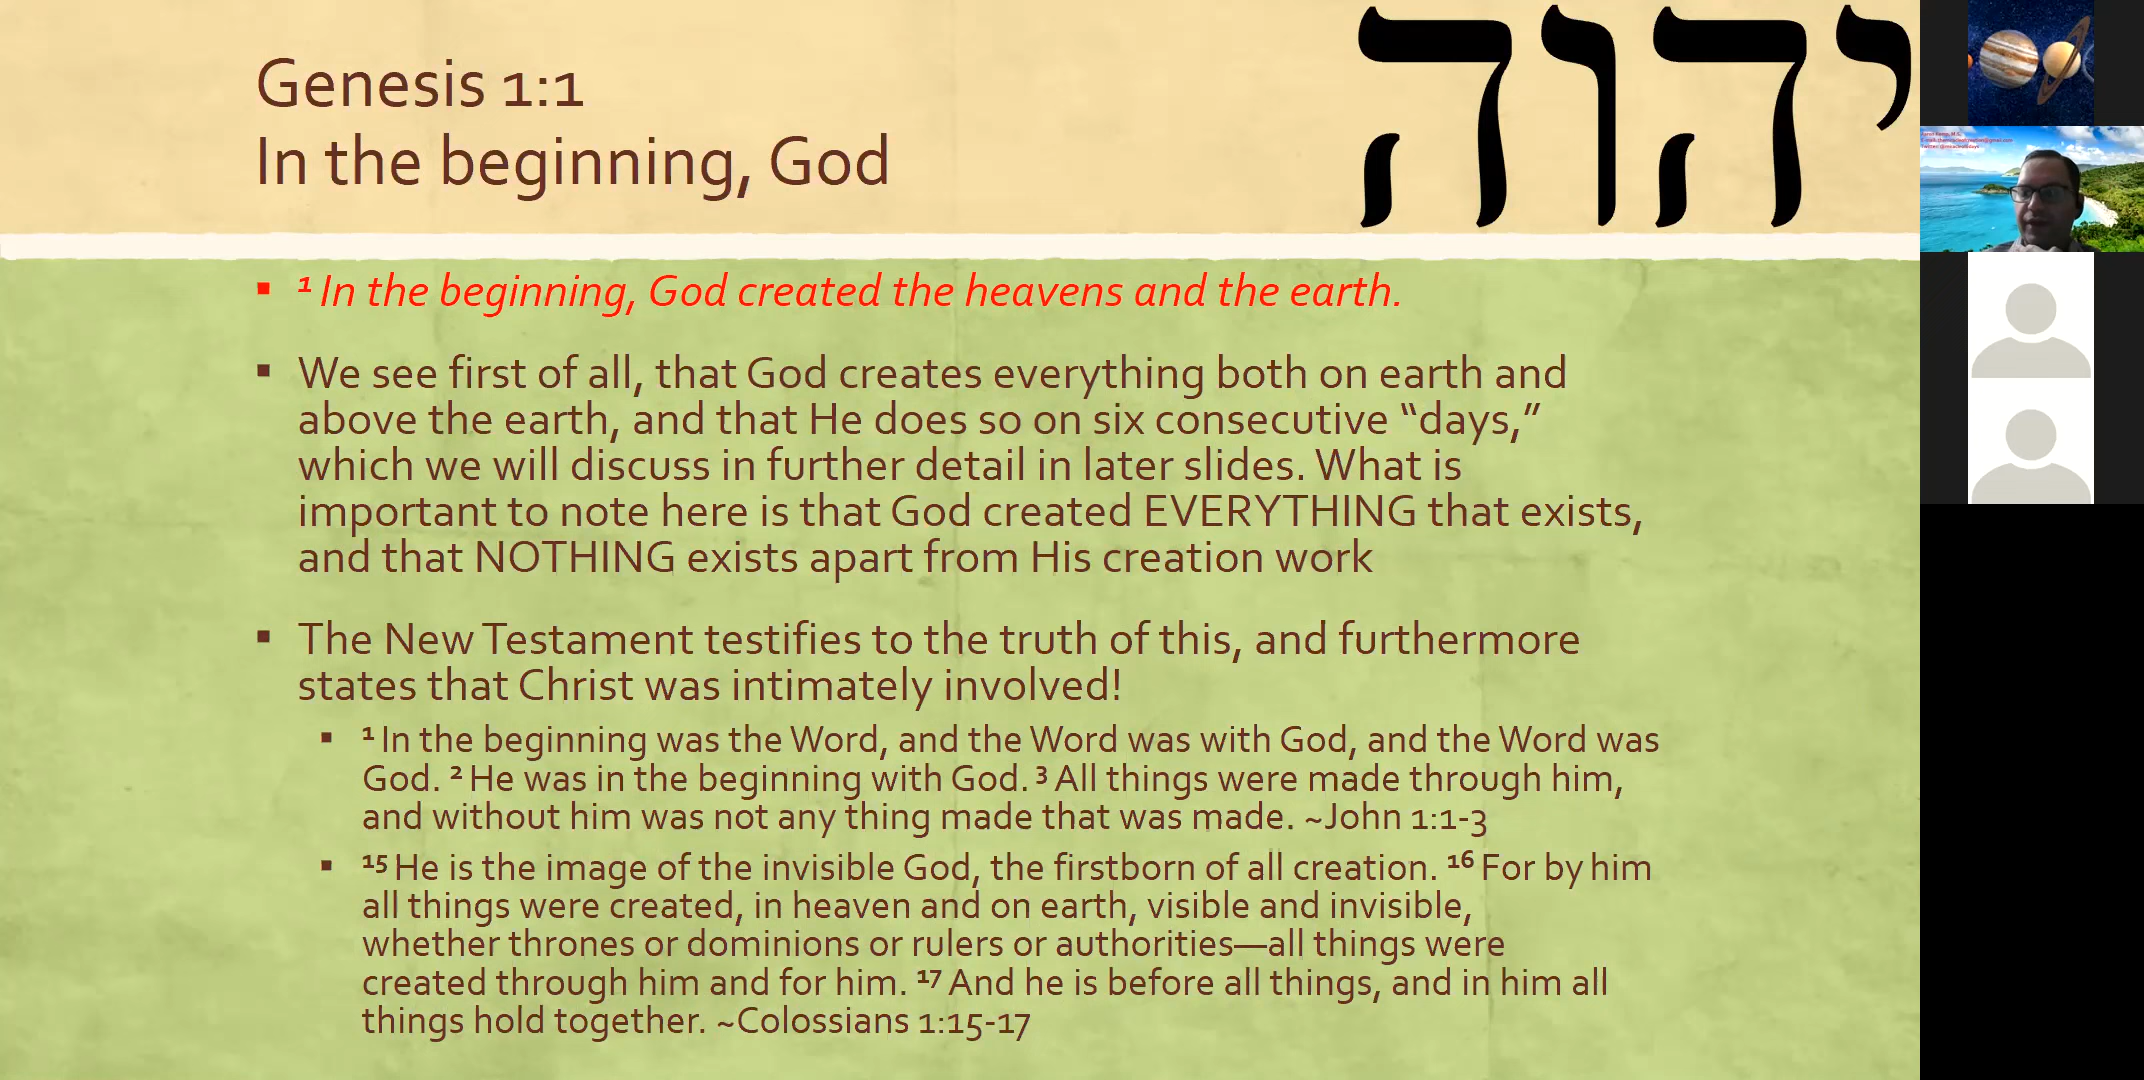 Genesis 1:1
In the beginning, God
יהוה
▪ ¹ In the beginning, God created the heavens and the earth.
▪ We see first of all, that God creates everything both on earth and
above the earth, and that He does so on six consecutive “days,”
which we will discuss in further detail in later slides. What is
important to note here is that God created EVERYTHING that exists,
and that NOTHING exists apart from His creation work
▪ The New Testament testifies to the truth of this, and furthermore
states that Christ was intimately involved!
▪ ¹ In the beginning was the Word, and the Word was with God, and the Word was
God. ² He was in the beginning with God. ³ All things were made through him,
and without him was not any thing made that was made. ~John 1:1-3
▪ ¹⁵ He is the image of the invisible God, the firstborn of all creation. ¹⁶ For by him
all things were created, in heaven and on earth, visible and invisible,
whether thrones or dominions or rulers or authorities—all things were
created through him and for him. ¹⁷ And he is before all things, and in him all
things hold together. ~Colossians 1:15-17